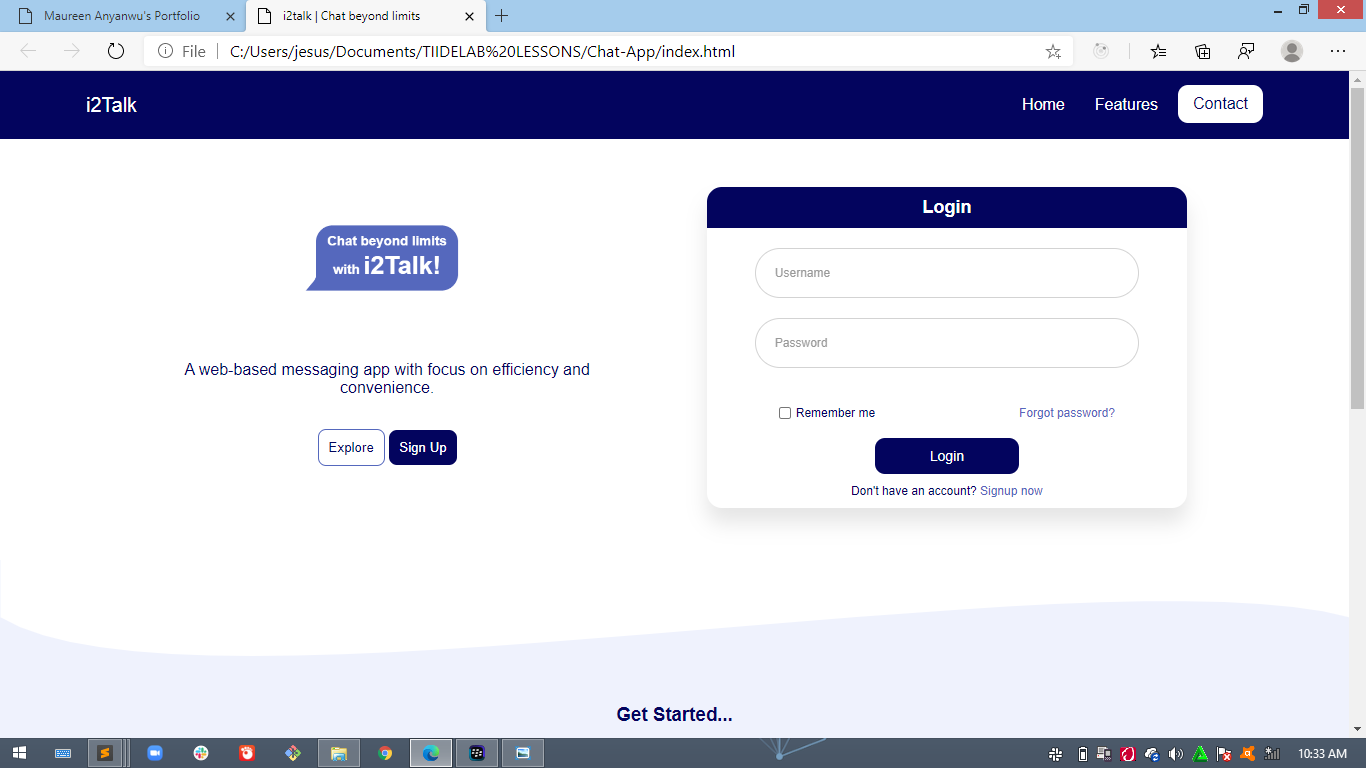 Maureen Anyanwu's Portfolio
i2talk | Chat beyond limits
File
C:/Users/jesus/Documents/TIIDELAB%20LESSONS/Chat-App/index.html
i2Talk
Home
Features
Contact
Chat beyond limits
with i2Talk!
A web-based messaging app with focus on efficiency and
convenience.
Explore
Sign Up
Login
Username
Password
Remember me
Forgot password?
Login
Don't have an account? Signup now
Get Started...
10:33 AM